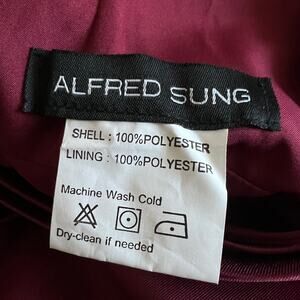 ALFRED SUNG
SHELL : 100%POLYESTER
LINING : 100%POLYESTER
Machine Wash Cold
Dry-clean if needed